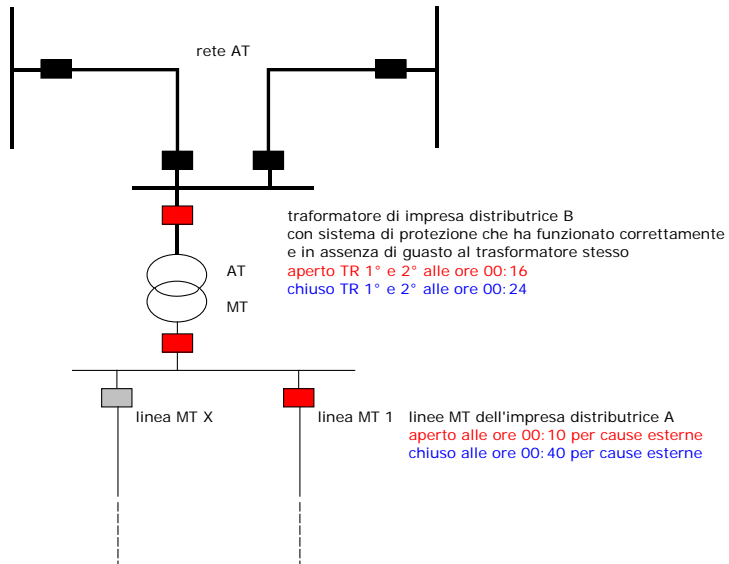 rete AT
traformatore di impresa distributrice B
con sistema di protezione che ha funzionato correttamente
e in assenza di guasto al trasformatore stesso
aperto TR 1° e 2° alle ore 00:16
chiuso TR 1° e 2° alle ore 00:24
AT
MT
linea MT X
linea MT 1
linee MT dell'impresa distributrice A
aperto alle ore 00:10 per cause esterne
chiuso alle ore 00:40 per cause esterne